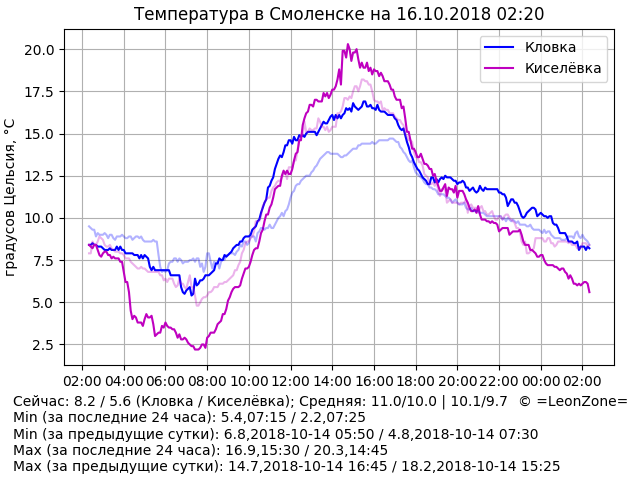 Температура в Смоленске на 16.10.2018 02:20
Кловка
Киселёвка
градусов Цельсия, °C
20.0
17.5
15.0
12.5
10.0
7.5
5.0
2.5
02:00 04:00 06:00 08:00 10:00 12:00 14:00 16:00 18:00 20:00 22:00 00:00 02:00
Сейчас: 8.2 / 5.6 (Кловка / Киселёвка); Средняя: 11.0/10.0 | 10.1/9.7 © =LeonZone=
Min (за последние 24 часа): 5.4,07:15 / 2.2,07:25
Min (за предыдущие сутки): 6.8,2018-10-14 05:50 / 4.8,2018-10-14 07:30
Max (за последние 24 часа): 16.9,15:30 / 20.3,14:45
Max (за предыдущие сутки): 14.7,2018-10-14 16:45 / 18.2,2018-10-14 15:25